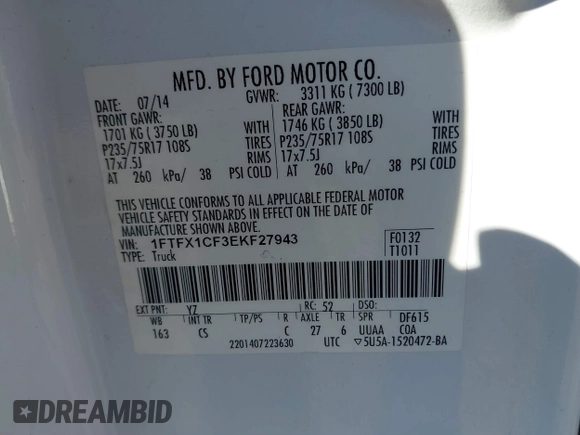 MFD. BY FORD MOTOR CO.
DATE: 07/14 GVWR: 3311 KG ( 7300 LB)
FRONT GAWR: REAR GAWR:
1701 KG ( 3750 LB) WITH 1746 KG ( 3850 LB) WITH
P235/75R17 108S TIRES P235/75R17 108S TIRES
17x7.5J RIMS 17x7.5J RIMS
AT 260 kPa/ 38 PSI COLD AT 260 kPa/ 38 PSI COLD
THIS VEHICLE CONFORMS TO ALL APPLICABLE FEDERAL MOTOR
VEHICLE SAFETY STANDARDS IN EFFECT ON THE DATE OF
MANUFACTURE SHOWN ABOVE.
VIN: 1FTFX1CF3EKF27943 F0132
TYPE: Truck T1011
EXT PNT: YZ RC: 52 DSO:
WB INT TR TP/PS R AXLE TR SPR DF615
163 CS C 27 6 UUAA COA
2201407223630 UTC ▽5U5A-1520472-BA
DREAMBID